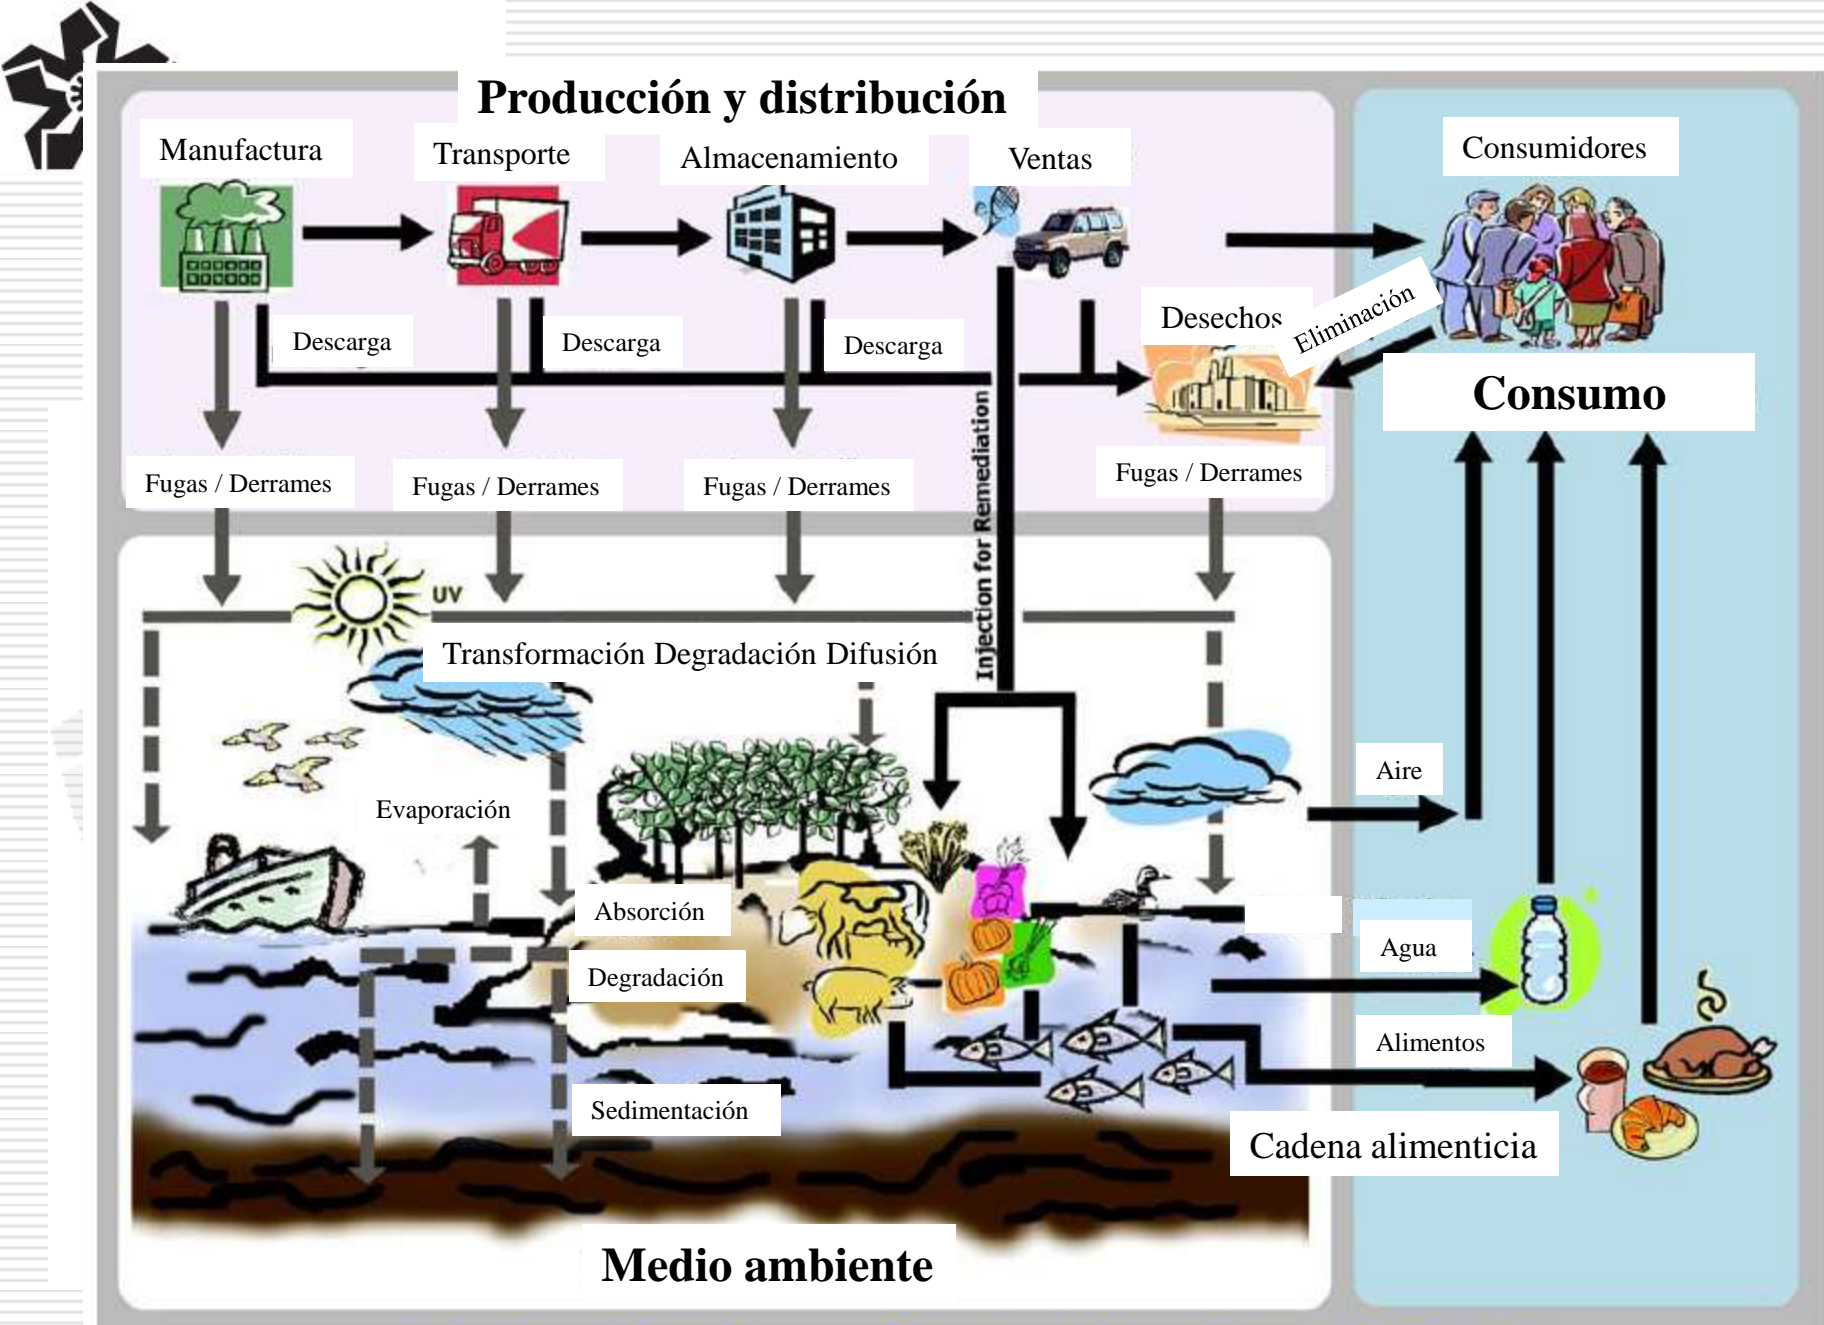 Producción y distribución
Manufactura
Transporte
Almacenamiento
Ventas
Consumidores
Desechos
Eliminación
Descarga
Descarga
Descarga
Consumo
Fugas / Derrames
Fugas / Derrames
Fugas / Derrames
Fugas / Derrames
Injection for Remediation
UV
Transformación Degradación Difusión
Aire
Evaporación
Absorción
Agua
Degradación
Alimentos
Sedimentación
Cadena alimenticia
Medio ambiente